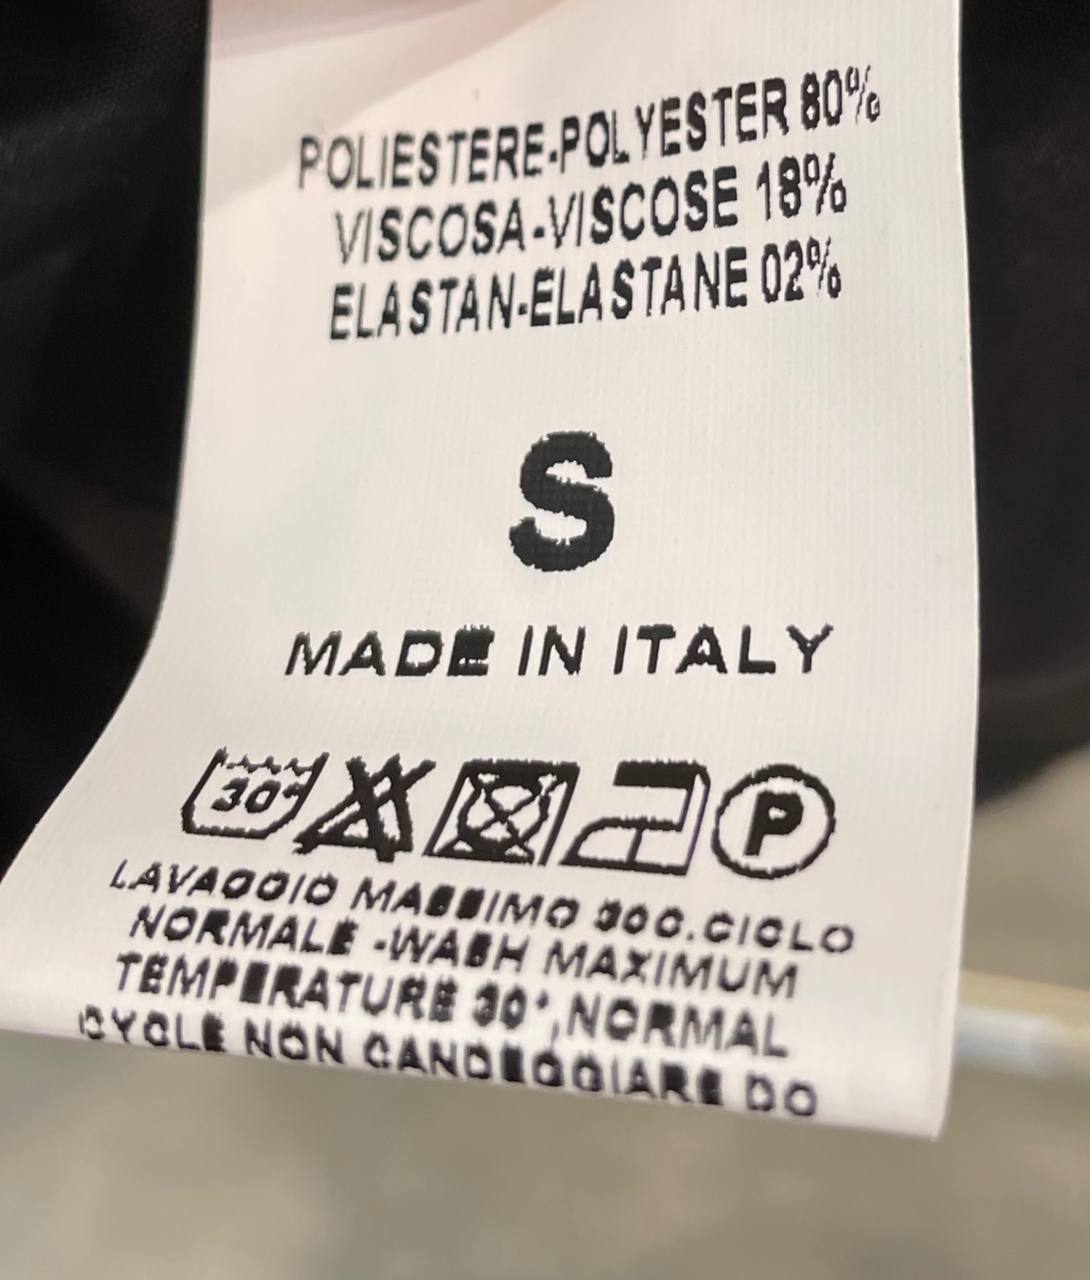 POLIESTERE-POLYESTER 80%
VISCOSA-VISCOSE 18%
ELASTAN-ELASTANE 02%
S
MADE IN ITALY
30°
P
LAVAGGIO MASSIMO 30C.CICLO
NORMALE -WASH MAXIMUM
TEMPERATURE 30°,NORMAL
CYCLE NON CANDEGGIARE DO